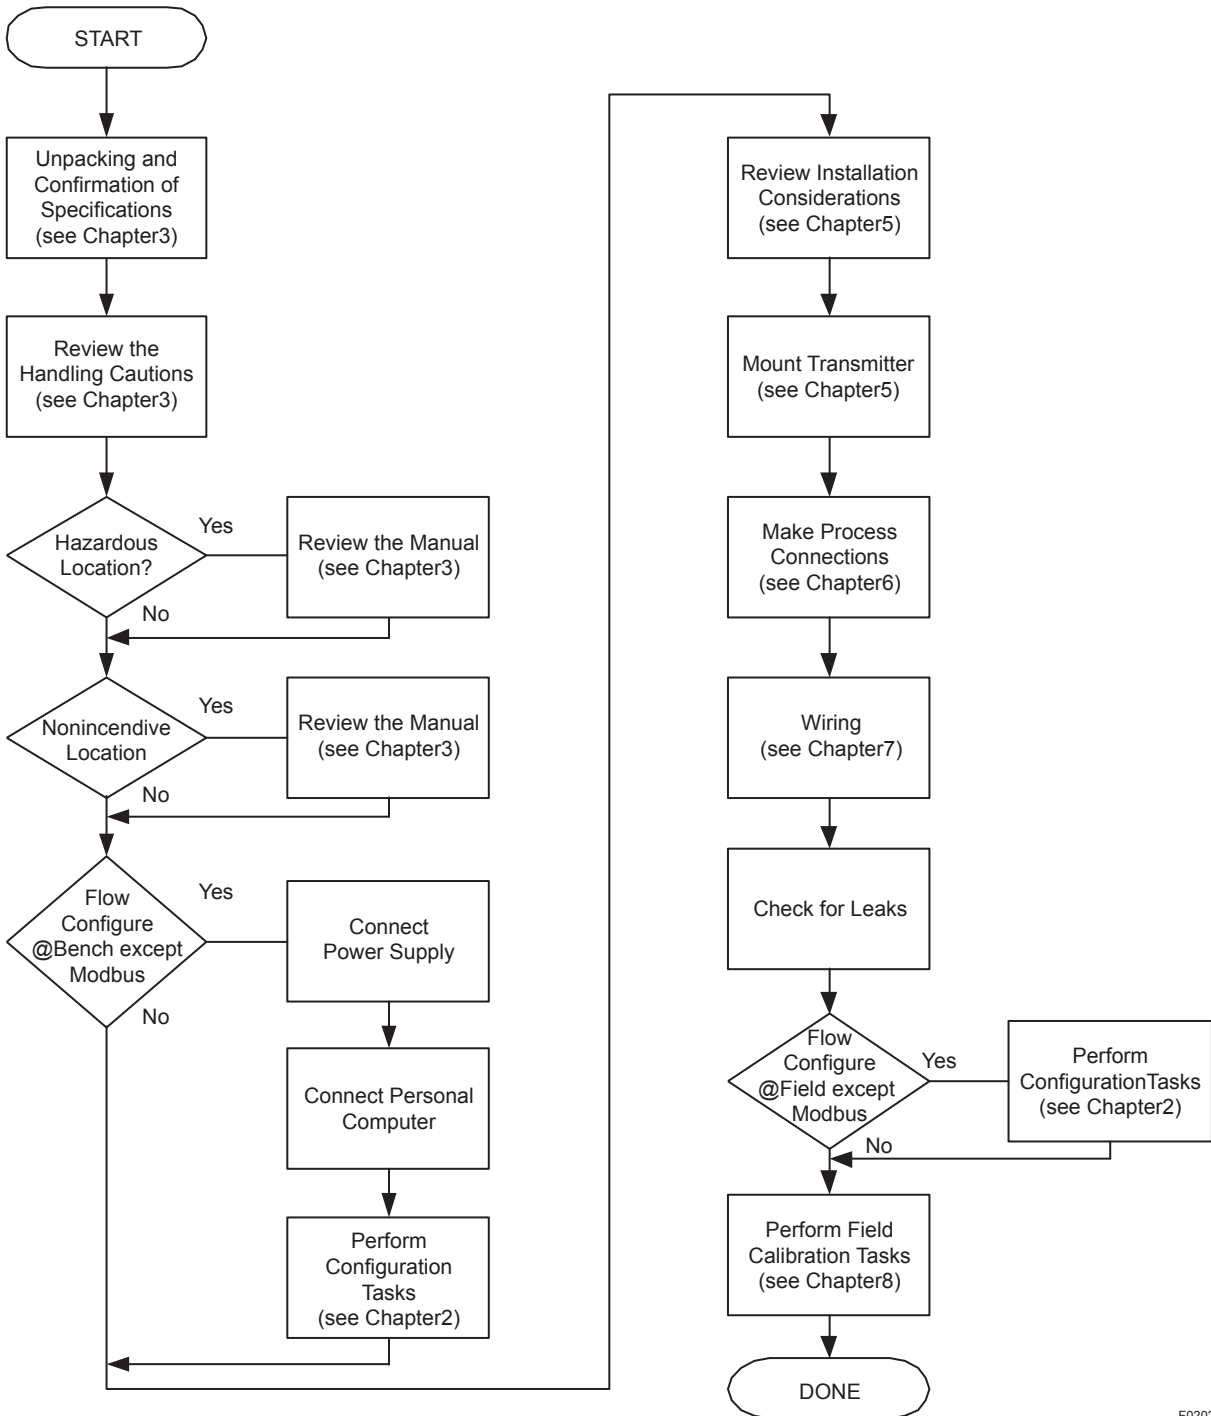 START
Unpacking and
Confirmation of
Specifications
(see Chapter3)
Review the
Handling Cautions
(see Chapter3)
Hazardous
Location?
Yes
Review the Manual
(see Chapter3)
No
Nonincendive
Location
Yes
Review the Manual
(see Chapter3)
No
Flow
Configure
@Bench except
Modbus
Yes
Connect
Power Supply
No
Connect Personal
Computer
Perform
Configuration
Tasks
(see Chapter2)
Review Installation
Considerations
(see Chapter5)
Mount Transmitter
(see Chapter5)
Make Process
Connections
(see Chapter6)
Wiring
(see Chapter7)
Check for Leaks
Flow
Configure
@Field except
Modbus
Yes
Perform
ConfigurationTasks
(see Chapter2)
No
Perform Field
Calibration Tasks
(see Chapter8)
DONE